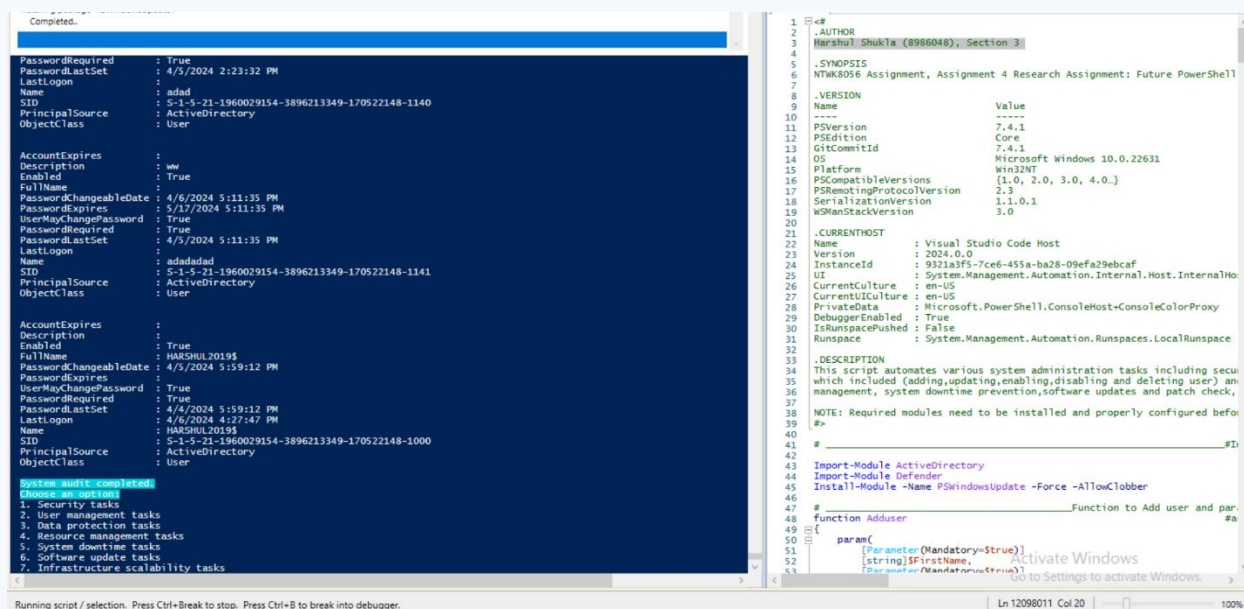 Completed..
PasswordRequired : True
PasswordLastSet : 4/5/2024 2:23:32 PM
LastLogon :
Name : adad
SID : S-1-5-21-1960029154-3896213349-170522148-1140
PrincipalSource : ActiveDirectory
ObjectClass : User
AccountExpires :
Description : ww
Enabled : True
FullName :
PasswordChangeableDate : 4/6/2024 5:11:35 PM
PasswordExpires : 5/17/2024 5:11:35 PM
UserMayChangePassword : True
PasswordRequired : True
PasswordLastSet : 4/5/2024 5:11:35 PM
LastLogon :
Name : adadadad
SID : S-1-5-21-1960029154-3896213349-170522148-1141
PrincipalSource : ActiveDirectory
ObjectClass : User
AccountExpires :
Description :
Enabled : True
FullName : HARSHUL2019$
PasswordChangeableDate : 4/5/2024 5:59:12 PM
PasswordExpires :
UserMayChangePassword : True
PasswordRequired : True
PasswordLastSet : 4/4/2024 5:59:12 PM
LastLogon : 4/6/2024 4:27:47 PM
Name : HARSHUL2019$
SID : S-1-5-21-1960029154-3896213349-170522148-1000
PrincipalSource : ActiveDirectory
ObjectClass : User
System audit completed.
Choose an option:
1. Security tasks
2. User management tasks
3. Data protection tasks
4. Resource management tasks
5. System downtime tasks
6. Software update tasks
7. Infrastructure scalability tasks
Running script / selection. Press Ctrl+Break to stop. Press Ctrl+B to break into debugger.
1 <#
2 .AUTHOR
3 Harshul Shukla (8986048), Section 3
4
5 .SYNOPSIS
6 NTWK8056 Assignment, Assignment 4 Research Assignment: Future PowerShell
7
8 .VERSION
9 Name Value
10 ---- -----
11 PSVersion 7.4.1
12 PSEdition Core
13 GitCommitId 7.4.1
14 OS Microsoft Windows 10.0.22631
15 Platform Win32NT
16 PSCompatibleVersions {1.0, 2.0, 3.0, 4.0…}
17 PSRemotingProtocolVersion 2.3
18 SerializationVersion 1.1.0.1
19 WSManStackVersion 3.0
20
21 .CURRENTHOST
22 Name : Visual Studio Code Host
23 Version : 2024.0.0
24 InstanceId : 9321a3f5-7ce6-455a-ba28-09efa29ebcaf
25 UI : System.Management.Automation.Internal.Host.InternalHo
26 CurrentCulture : en-US
27 CurrentUICulture : en-US
28 PrivateData : Microsoft.PowerShell.ConsoleHost+ConsoleColorProxy
29 DebuggerEnabled : True
30 IsRunspacePushed : False
31 Runspace : System.Management.Automation.Runspaces.LocalRunspace
32
33 .DESCRIPTION
34 This script automates various system administration tasks including secu
35 which included (adding,updating,enabling,disabling and deleting user) an
36 management, system downtime prevention,software updates and patch check,
37
38 NOTE: Required modules need to be installed and properly configured befo
39 #>
40
41 # ____ #I
42
43 Import-Module ActiveDirectory
44 Import-Module Defender
45 Install-Module -Name PSWindowsUpdate -Force -AllowClobber
46
47 # ____Function to Add user and par
48 function Adduser #a
49 {
50 param(
51 [Parameter(Mandatory=$true)]
52 [string]$FirstName,
53 [Parameter(Mandatory=$true)]
Activate Windows
Go to Settings to activate Windows.
Ln 12098011 Col 20
100%